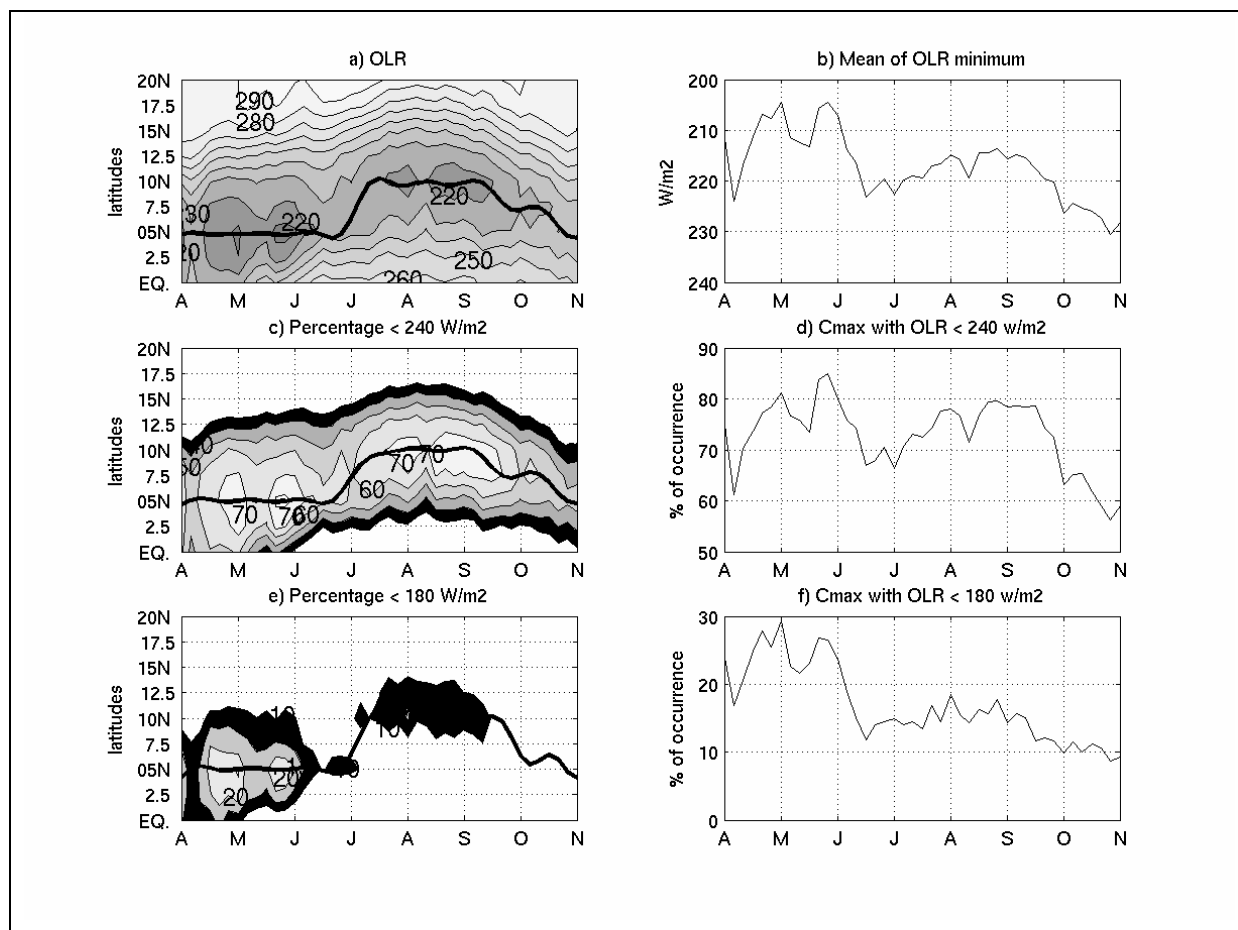 a) OLR
20N
17.5
15N
12.5
10N
7.5
05N
2.5
EQ.
latitudes
290
280
230
220
220
250
260
A M J J A S O N
b) Mean of OLR minimum
200
210
220
230
240
W/m2
A M J J A S O N
c) Percentage < 240 W/m2
20N
17.5
15N
12.5
10N
7.5
05N
2.5
EQ.
latitudes
70
70
60
70
60
A M J J A S O N
d) Cmax with OLR < 240 w/m2
90
80
70
60
50
% of occurrence
A M J J A S O N
e) Percentage < 180 W/m2
20N
17.5
15N
12.5
10N
7.5
05N
2.5
EQ.
latitudes
20
20
A M J J A S O N
f) Cmax with OLR < 180 w/m2
30
20
10
0
% of occurrence
A M J J A S O N